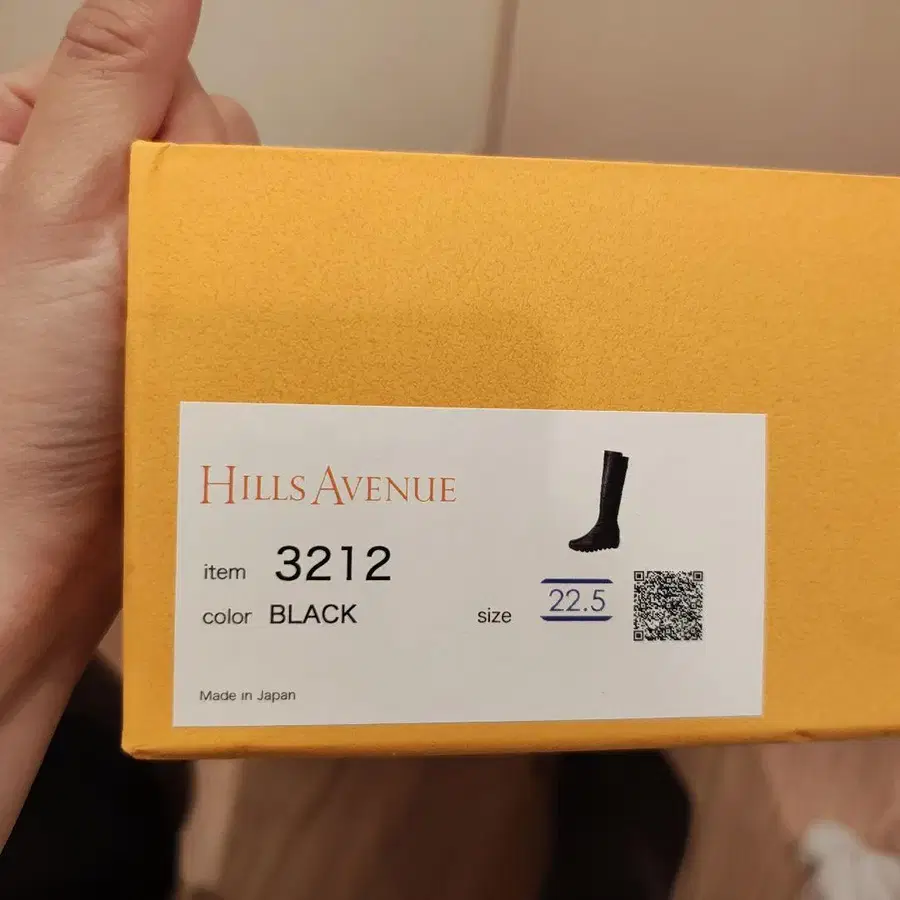 HILLS AVENUE
item 3212
color BLACK
size 22.5
Made in Japan